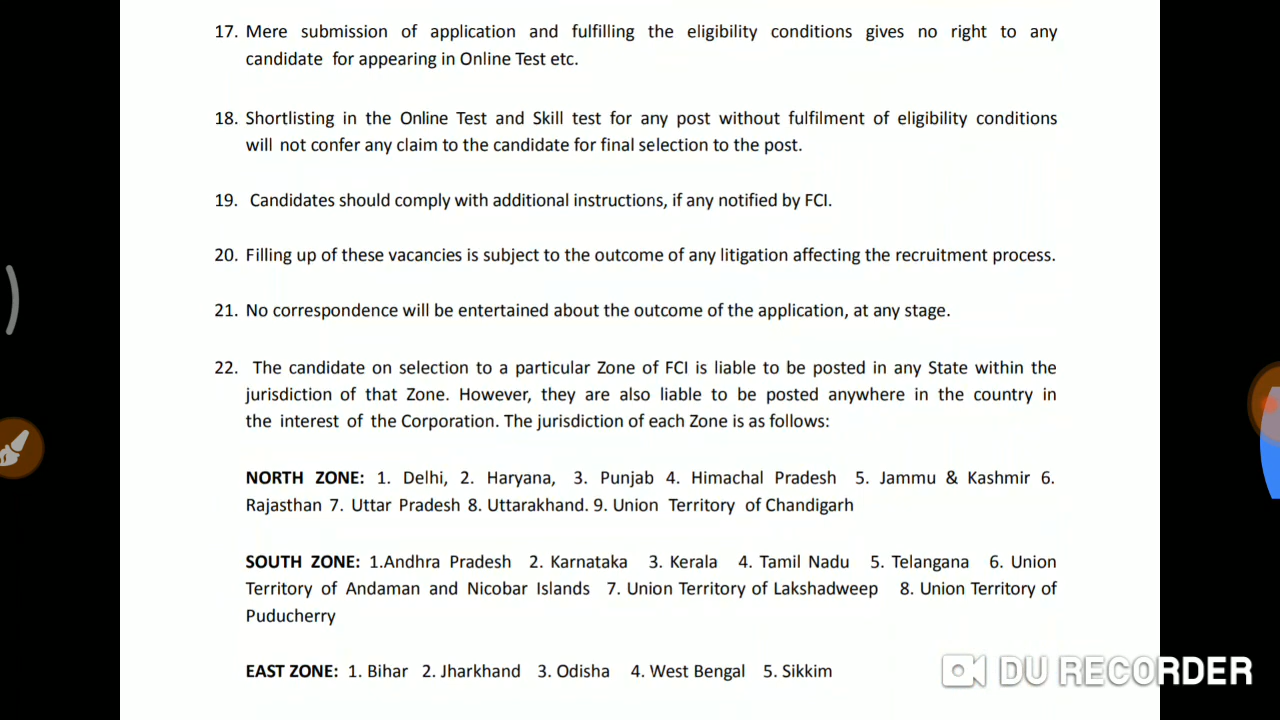 17. Mere submission of application and fulfilling the eligibility conditions gives no right to any
candidate for appearing in Online Test etc.
18. Shortlisting in the Online Test and Skill test for any post without fulfilment of eligibility conditions
will not confer any claim to the candidate for final selection to the post.
19. Candidates should comply with additional instructions, if any notified by FCI.
20. Filling up of these vacancies is subject to the outcome of any litigation affecting the recruitment process.
21. No correspondence will be entertained about the outcome of the application, at any stage.
22. The candidate on selection to a particular Zone of FCI is liable to be posted in any State within the
jurisdiction of that Zone. However, they are also liable to be posted anywhere in the country in
the interest of the Corporation. The jurisdiction of each Zone is as follows:
NORTH ZONE: 1. Delhi, 2. Haryana, 3. Punjab 4. Himachal Pradesh 5. Jammu & Kashmir 6.
Rajasthan 7. Uttar Pradesh 8. Uttarakhand. 9. Union Territory of Chandigarh
SOUTH ZONE: 1.Andhra Pradesh 2. Karnataka 3. Kerala 4. Tamil Nadu 5. Telangana 6. Union
Territory of Andaman and Nicobar Islands 7. Union Territory of Lakshadweep 8. Union Territory of
Puducherry
EAST ZONE: 1. Bihar 2. Jharkhand 3. Odisha 4. West Bengal 5. Sikkim
DU RECORDER